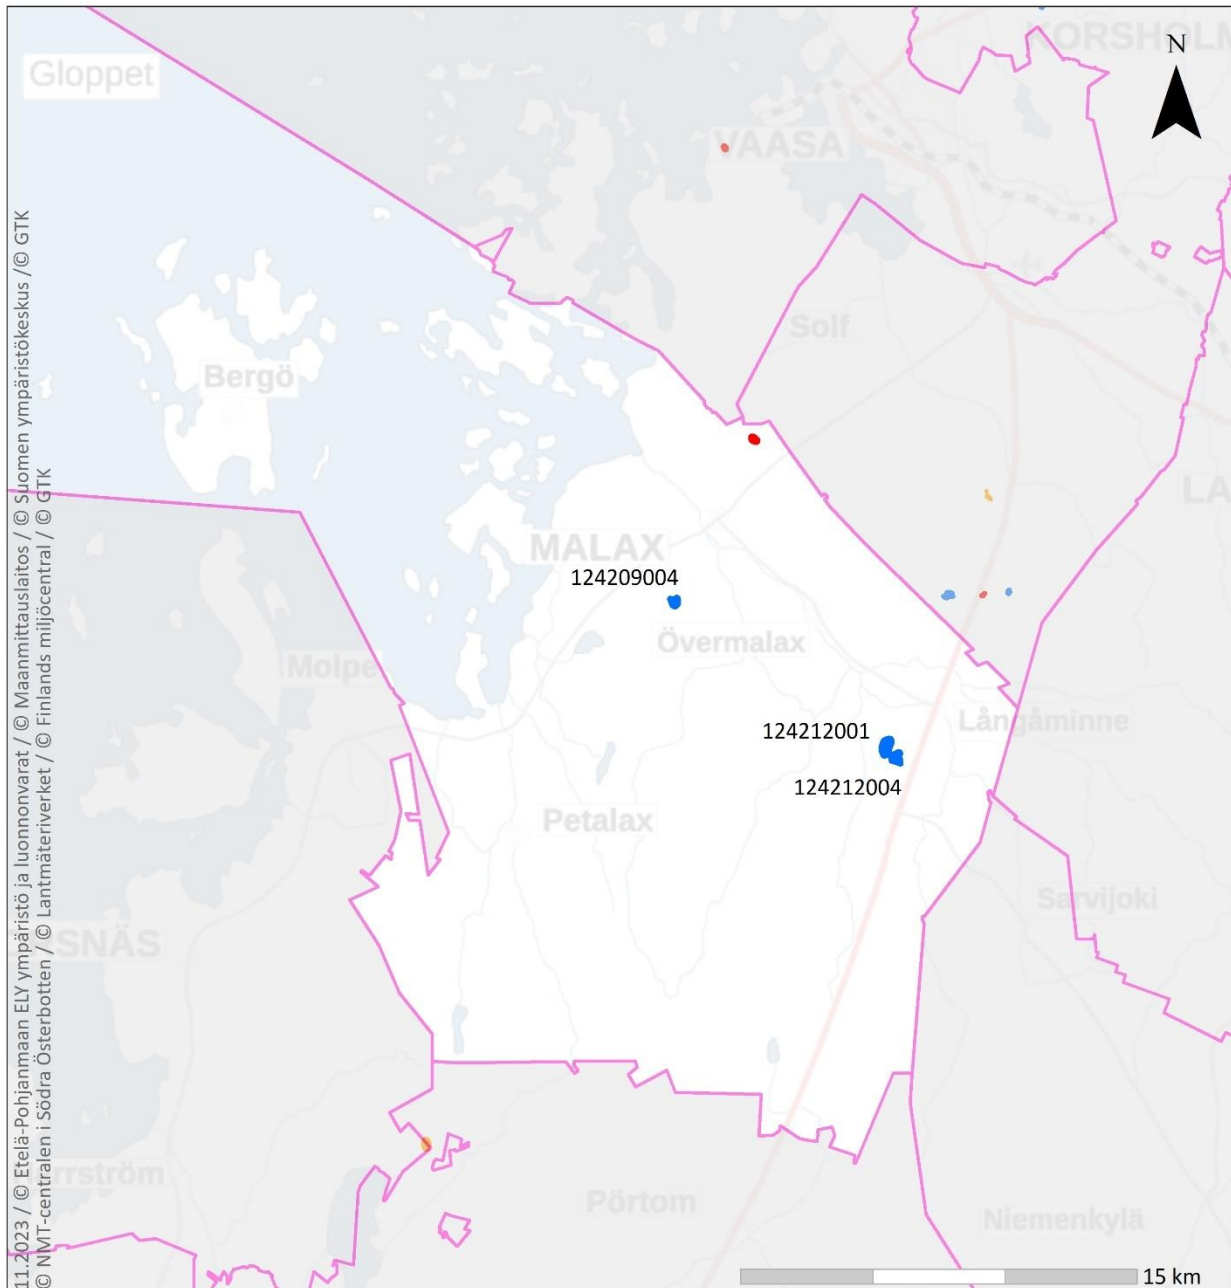 KORSHOLM
N
Gloppet
VAASA
Solf
Bergö
LA
MALAX
124209004
Övermalax
Molpe
Långåminne
124212001
124212004
Petalax
Sarvijoki
RSNÄS
rrström
Pörtom
Niemenkylä
15 km
11.2023 / © Etelä-Pohjanmaan ELY ympäristö ja luonnonvarat / © Maanmittauslaitos / © Suomen ympäristökeskus /© GTK
© NMT-centralen i Södra Österbotten / © Lantmäteriverket / © Finlands miljöcentral / © GTK